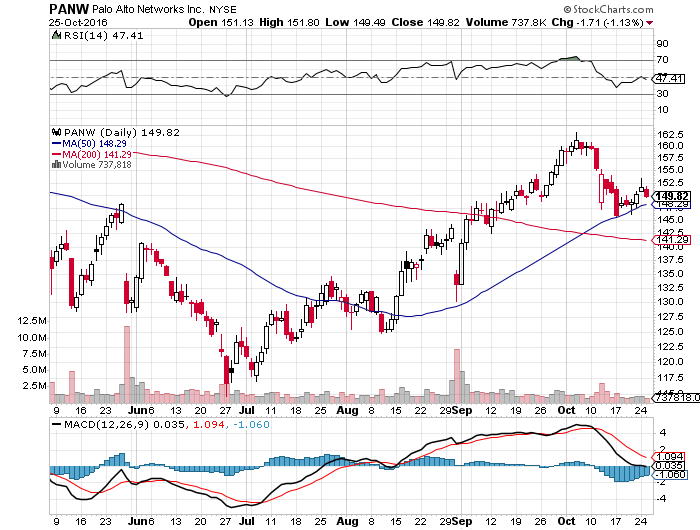 PANW Palo Alto Networks Inc. NYSE © StockCharts.com
25-Oct-2016 Open 151.13 High 151.80 Low 149.49 Close 149.82 Volume 737.8K Chg -1.71 (-1.13%)
RSI(14) 47.41
90
70
50
47.41
30
10
PANW (Daily) 149.82
MA(50) 148.29
MA(200) 141.29
Volume 737,818
162.5
160.0
157.5
155.0
152.5
149.82
148.29
145.0
142.5
141.29
140.0
137.5
135.0
132.5
130.0
127.5
125.0
122.5
120.0
117.5
115.0
737818.0
12.5M
10.0M
7.5M
5.0M
2.5M
9 16 23 Jun 6 13 20 27 Jul 11 18 25 Aug 8 15 22 29 Sep 12 19 26 Oct 10 17 24
MACD(12,26,9) 0.035, 1.094, -1.060
4
2
1.094
0.035
-1.060
-2
-4
9 16 23 Jun 6 13 20 27 Jul 11 18 25 Aug 8 15 22 29 Sep 12 19 26 Oct 10 17 24